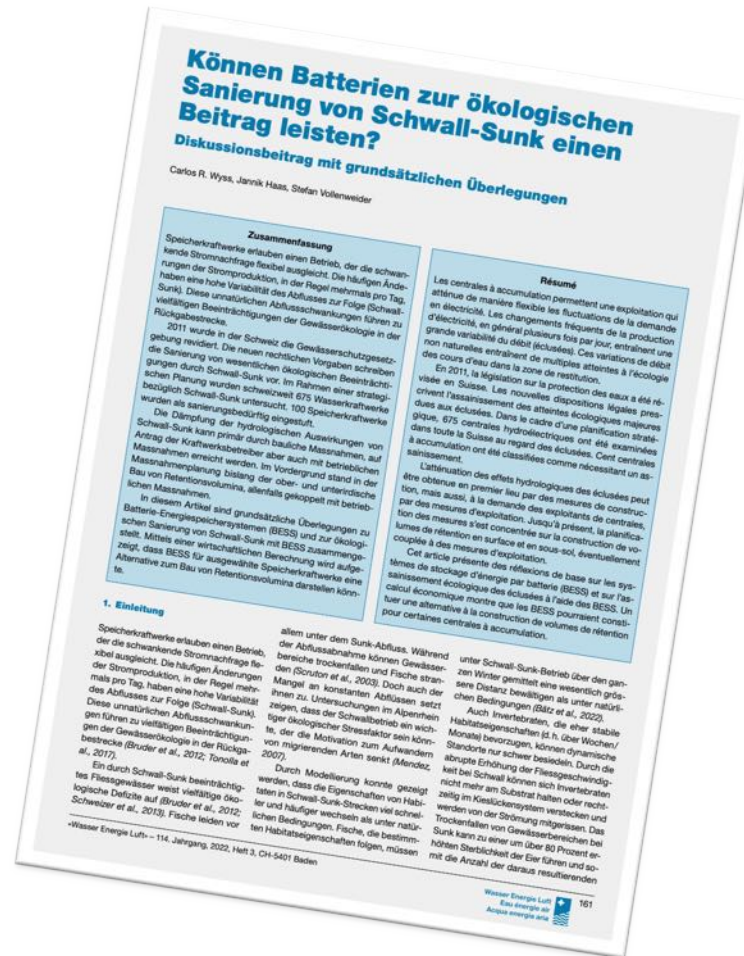 Können Batterien zur ökologischen
Sanierung von Schwall-Sunk einen
Beitrag leisten?
Diskussionsbeitrag mit grundsätzlichen Überlegungen
Carlos R. Wyss, Jannik Haas, Stefan Vollenweider
Zusammenfassung
Speicherkraftwerke erlauben einen Betrieb, der die schwan-
kende Stromnachfrage flexibel ausgleicht. Die häufigen Ände-
rungen der Stromproduktion, in der Regel mehrmals pro Tag,
haben eine hohe Variabilität des Abflusses zur Folge (Schwall-
Sunk). Diese unnatürlichen Abflussschwankungen führen zu
vielfältigen Beeinträchtigungen der Gewässerökologie in der
Rückgabestrecke.
2011 wurde in der Schweiz die Gewässerschutzgesetz-
gebung revidiert. Die neuen rechtlichen Vorgaben schreiben
die Sanierung von wesentlichen ökologischen Beeinträchti-
gungen durch Schwall-Sunk vor. Im Rahmen einer strategi-
schen Planung wurden schweizweit 675 Wasserkraftwerke
bezüglich Schwall-Sunk untersucht. 100 Speicherkraftwerke
wurden als sanierungsbedürftig eingestuft.
Die Dämpfung der hydrologischen Auswirkungen von
Schwall-Sunk kann primär durch bauliche Massnahmen, auf
Antrag der Kraftwerksbetreiber aber auch mit betrieblichen
Massnahmen erreicht werden. Im Vordergrund stand in der
Massnahmenplanung bislang der ober- und unterirdische
Bau von Retentionsvolumina, allenfalls gekoppelt mit betrieb-
lichen Massnahmen.
In diesem Artikel sind grundsätzliche Überlegungen zu
Batterie-Energiespeichersystemen (BESS) und zur ökologi-
schen Sanierung von Schwall-Sunk mit BESS zusammenge-
stellt. Mittels einer wirtschaftlichen Berechnung wird aufge-
zeigt, dass BESS für ausgewählte Speicherkraftwerke eine
Alternative zum Bau von Retentionsvolumina darstellen könn-
te.
Résumé
Les centrales à accumulation permettent une exploitation qui
atténue de manière flexible les fluctuations de la demande
en électricité. Les changements fréquents de la production
d'électricité, en général plusieurs fois par jour, entraînent une
grande variabilité du débit (éclusées). Ces variations de débit
non naturelles entraînent de multiples atteintes à l'écologie
des cours d'eau dans la zone de restitution.
En 2011, la législation sur la protection des eaux a été ré-
visée en Suisse. Les nouvelles dispositions légales pres-
crivent l'assainissement des atteintes écologiques majeures
dues aux éclusées. Dans le cadre d'une planification straté-
gique, 675 centrales hydroélectriques ont été examinées
dans toute la Suisse au regard des éclusées. Cent centrales
à accumulation ont été classifiées comme nécessitant un as-
sainissement.
L'atténuation des effets hydrologiques des éclusées peut
être obtenue en premier lieu par des mesures de construc-
tion, mais aussi, à la demande des exploitants de centrales,
par des mesures d'exploitation. Jusqu'à présent, la planifica-
tion des mesures s'est concentrée sur la construction de vo-
lumes de rétention en surface et en sous-sol, éventuellement
couplée à des mesures d'exploitation.
Cet article présente des réflexions de base sur les sys-
tèmes de stockage d'énergie par batterie (BESS) et sur l'as-
sainissement écologique des éclusées à l'aide des BESS. Un
calcul économique montre que les BESS pourraient consti-
tuer une alternative à la construction de volumes de rétention
pour certaines centrales à accumulation.
1. Einleitung
Speicherkraftwerke erlauben einen Betrieb,
der die schwankende Stromnachfrage fle-
xibel ausgleicht. Die häufigen Änderungen
der Stromproduktion, in der Regel mehr-
mals pro Tag, haben eine hohe Variabilität
des Abflusses zur Folge (Schwall-Sunk).
Diese unnatürlichen Abflussschwankun-
gen führen zu vielfältigen Beeinträchtigun-
gen der Gewässerökologie in der Rückga-
bestrecke (Bruder et al., 2012; Tonolla et
al., 2017).
Ein durch Schwall-Sunk beeinträchtig-
tes Fliessgewässer weist vielfältige öko-
logische Defizite auf (Bruder et al., 2012;
Schweizer et al., 2013). Fische leiden vor
allem unter dem Sunk-Abfluss. Während
der Abflussabnahme können Gewässer-
bereiche trockenfallen und Fische stran-
den (Scruton et al., 2003). Doch auch der
Mangel an konstanten Abflüssen setzt
ihnen zu. Untersuchungen im Alpenrhein
zeigen, dass der Schwallbetrieb ein wich-
tiger ökologischer Stressfaktor sein könn-
te, der die Motivation zum Aufwandern
von migrierenden Arten senkt (Mendez,
2007).
Durch Modellierung konnte gezeigt
werden, dass die Eigenschaften von Habi-
taten in Schwall-Sunk-Strecken viel schnel-
ler und häufiger wechseln als unter natür-
lichen Bedingungen. Fische, die bestimm-
ten Habitatseigenschaften folgen, müssen
unter Schwall-Sunk-Betrieb über den gan-
zen Winter gemittelt eine wesentlich grös-
sere Distanz bewältigen als unter natürli-
chen Bedingungen (Bätz et al., 2022).
Auch Invertebraten, die eher stabile
Habitatseigenschaften (d. h. über Wochen/
Monate) bevorzugen, können dynamische
Standorte nur schwer besiedeln. Durch die
abrupte Erhöhung der Fliessgeschwindig-
keit bei Schwall können sich Invertebraten
nicht mehr am Substrat halten oder recht-
zeitig im Kieslückensystem verstecken und
werden von der Strömung mitgerissen. Das
Trockenfallen von Gewässerbereichen bei
Sunk kann zu einer um über 80 Prozent er-
höhten Sterblichkeit der Eier führen und so-
mit die Anzahl der daraus resultierenden
«Wasser Energie Luft» – 114. Jahrgang, 2022, Heft 3, CH-5401 Baden
Wasser Energie Luft
Eau énergie air
Acqua energia aria
161